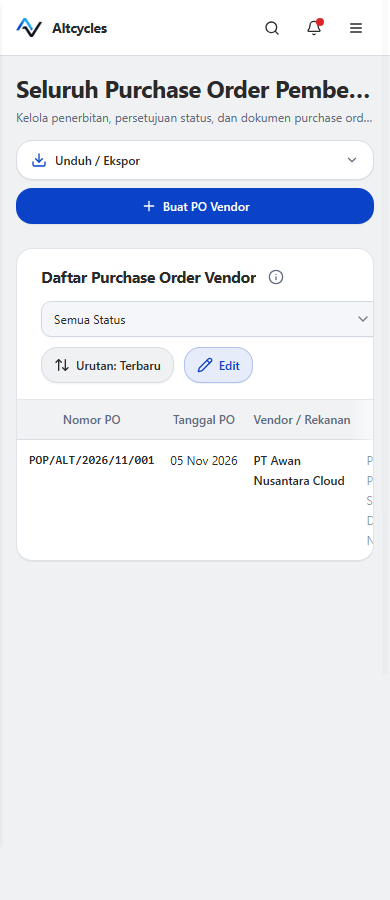 Altcycles
Seluruh Purchase Order Pembe...
Kelola penerbitan, persetujuan status, dan dokumen purchase ord...
Unduh / Ekspor
Buat PO Vendor
Daftar Purchase Order Vendor
Semua Status
Urutan: Terbaru
Edit
Nomor PO Tanggal PO Vendor / Rekanan
POP/ALT/2026/11/001 05 Nov 2026 PT Awan
Nusantara Cloud